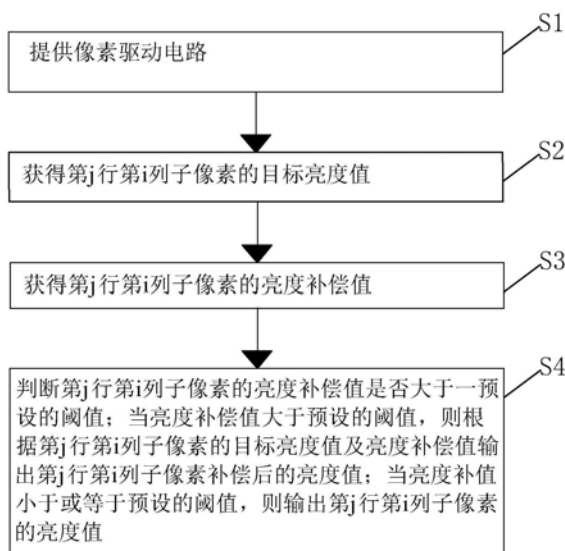 S1
提供像素驱动电路
S2
获得第j行第i列子像素的目标亮度值
S3
获得第j行第i列子像素的亮度补偿值
S4
判断第j行第i列子像素的亮度补偿值是否大于一预
设的阈值；当亮度补偿值大于预设的阈值，则根
据第j行第i列子像素的目标亮度值及亮度补偿值输
出第j行第i列子像素补偿后的亮度值；当亮度补值
小于或等于预设的阈值，则输出第j行第i列子像素
的亮度值